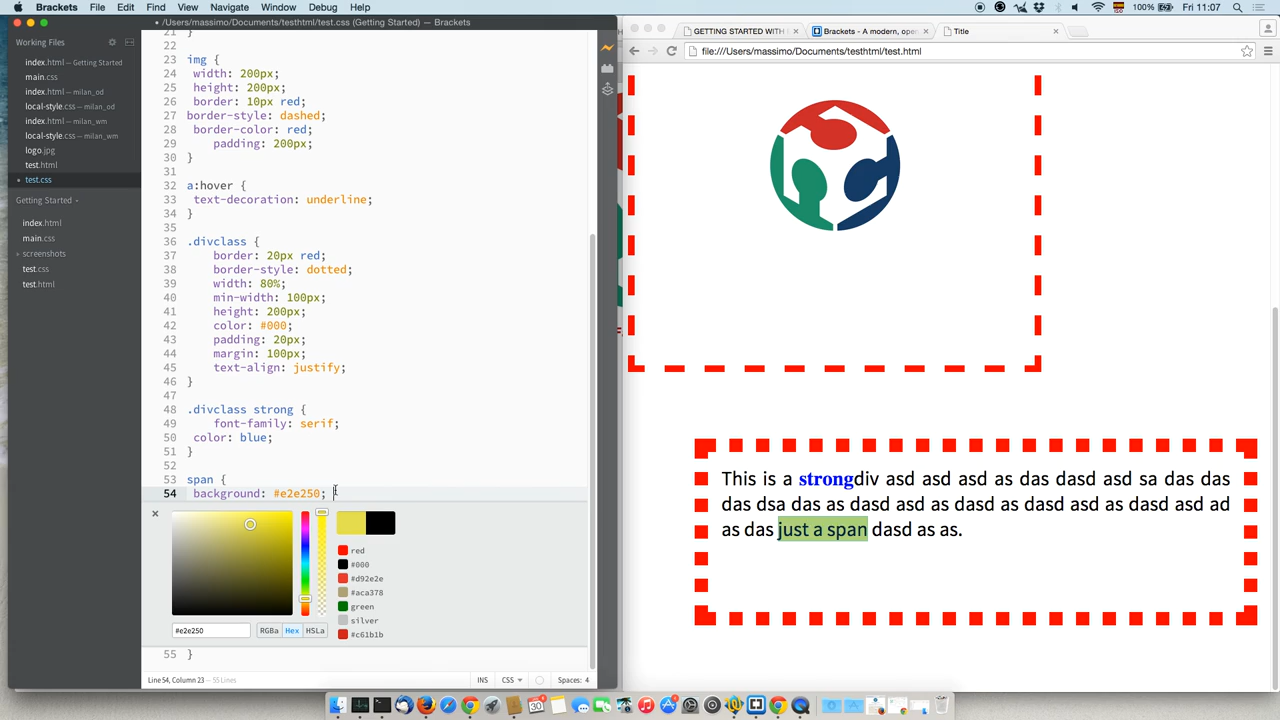 Brackets File Edit Find View Navigate Window Debug Help 100% Fri 11:07
• /Users/massimo/Documents/testhtml/test.css (Getting Started) — Brackets
GETTING STARTED WITH
Brackets - A modern, open
Title
file:///Users/massimo/Documents/testhtml/test.html
Working Files
index.html — Getting Started
main.css
index.html — milan_od
local-style.css — milan_od
index.html — milan_wm
local-style.css — milan_wm
logo.jpg
test.html
• test.css
Getting Started
index.html
main.css
screenshots
test.css
test.html
21 }
22
23 img {
24 width: 200px;
25 height: 200px;
26 border: 10px red;
27 border-style: dashed;
28 border-color: red;
29 padding: 200px;
30 }
31
32 a:hover {
33 text-decoration: underline;
34 }
35
36 .divclass {
37 border: 20px red;
38 border-style: dotted;
39 width: 80%;
40 min-width: 100px;
41 height: 200px;
42 color: #000;
43 padding: 20px;
44 margin: 100px;
45 text-align: justify;
46 }
47
48 .divclass strong {
49 font-family: serif;
50 color: blue;
51 }
52
53 span {
54 background: #e2e250;
red
#000
#d92e2e
#aca378
green
silver
#c61b1b
#e2e250
RGBa Hex HSLa
55 }
Line 54, Column 23 — 55 Lines
INS CSS Spaces: 4
This is a strongdiv asd asd asd as das dasd asd sa das das
das dsa das as dasd asd as dasd as dasd asd as dasd asd ad
as das just a span dasd as as.
30